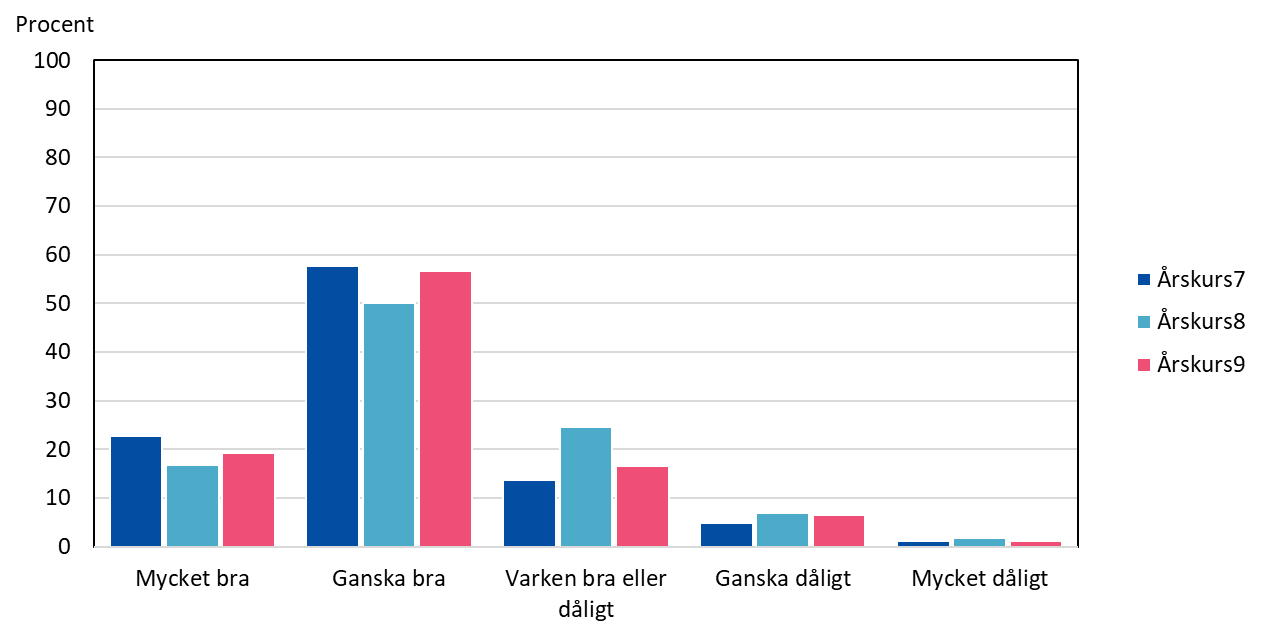 Procent
100
90
80
70
60
50
40
30
20
10
0
Mycket bra
Ganska bra
Varken bra eller
dåligt
Ganska dåligt
Mycket dåligt
Årskurs7
Årskurs8
Årskurs9